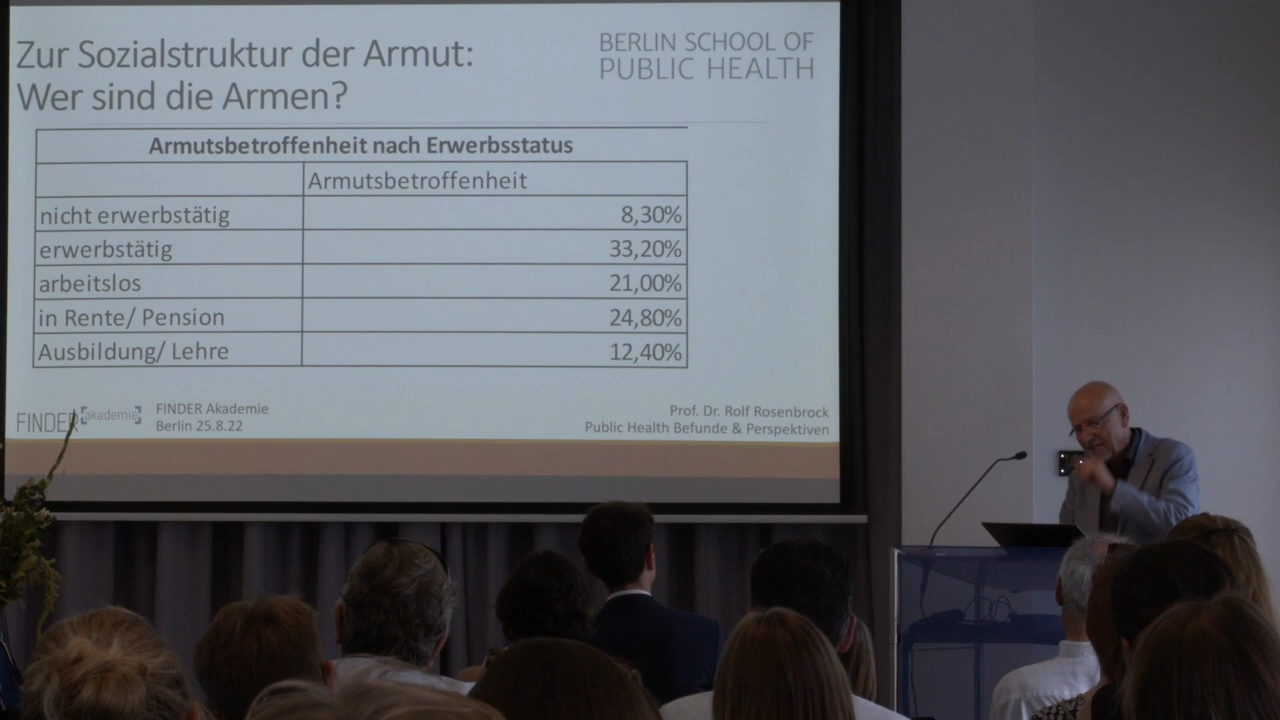 Zur Sozialstruktur der Armut:
Wer sind die Armen?
BERLIN SCHOOL OF
PUBLIC HEALTH
Armutsbetroffenheit nach Erwerbsstatus
Armutsbetroffenheit
nicht erwerbstätig 8,30%
erwerbstätig 33,20%
arbeitslos 21,00%
in Rente/ Pension 24,80%
Ausbildung/ Lehre 12,40%
FINDER akademie
FINDER Akademie
Berlin 25.8.22
Prof. Dr. Rolf Rosenbrock
Public Health Befunde & Perspektiven